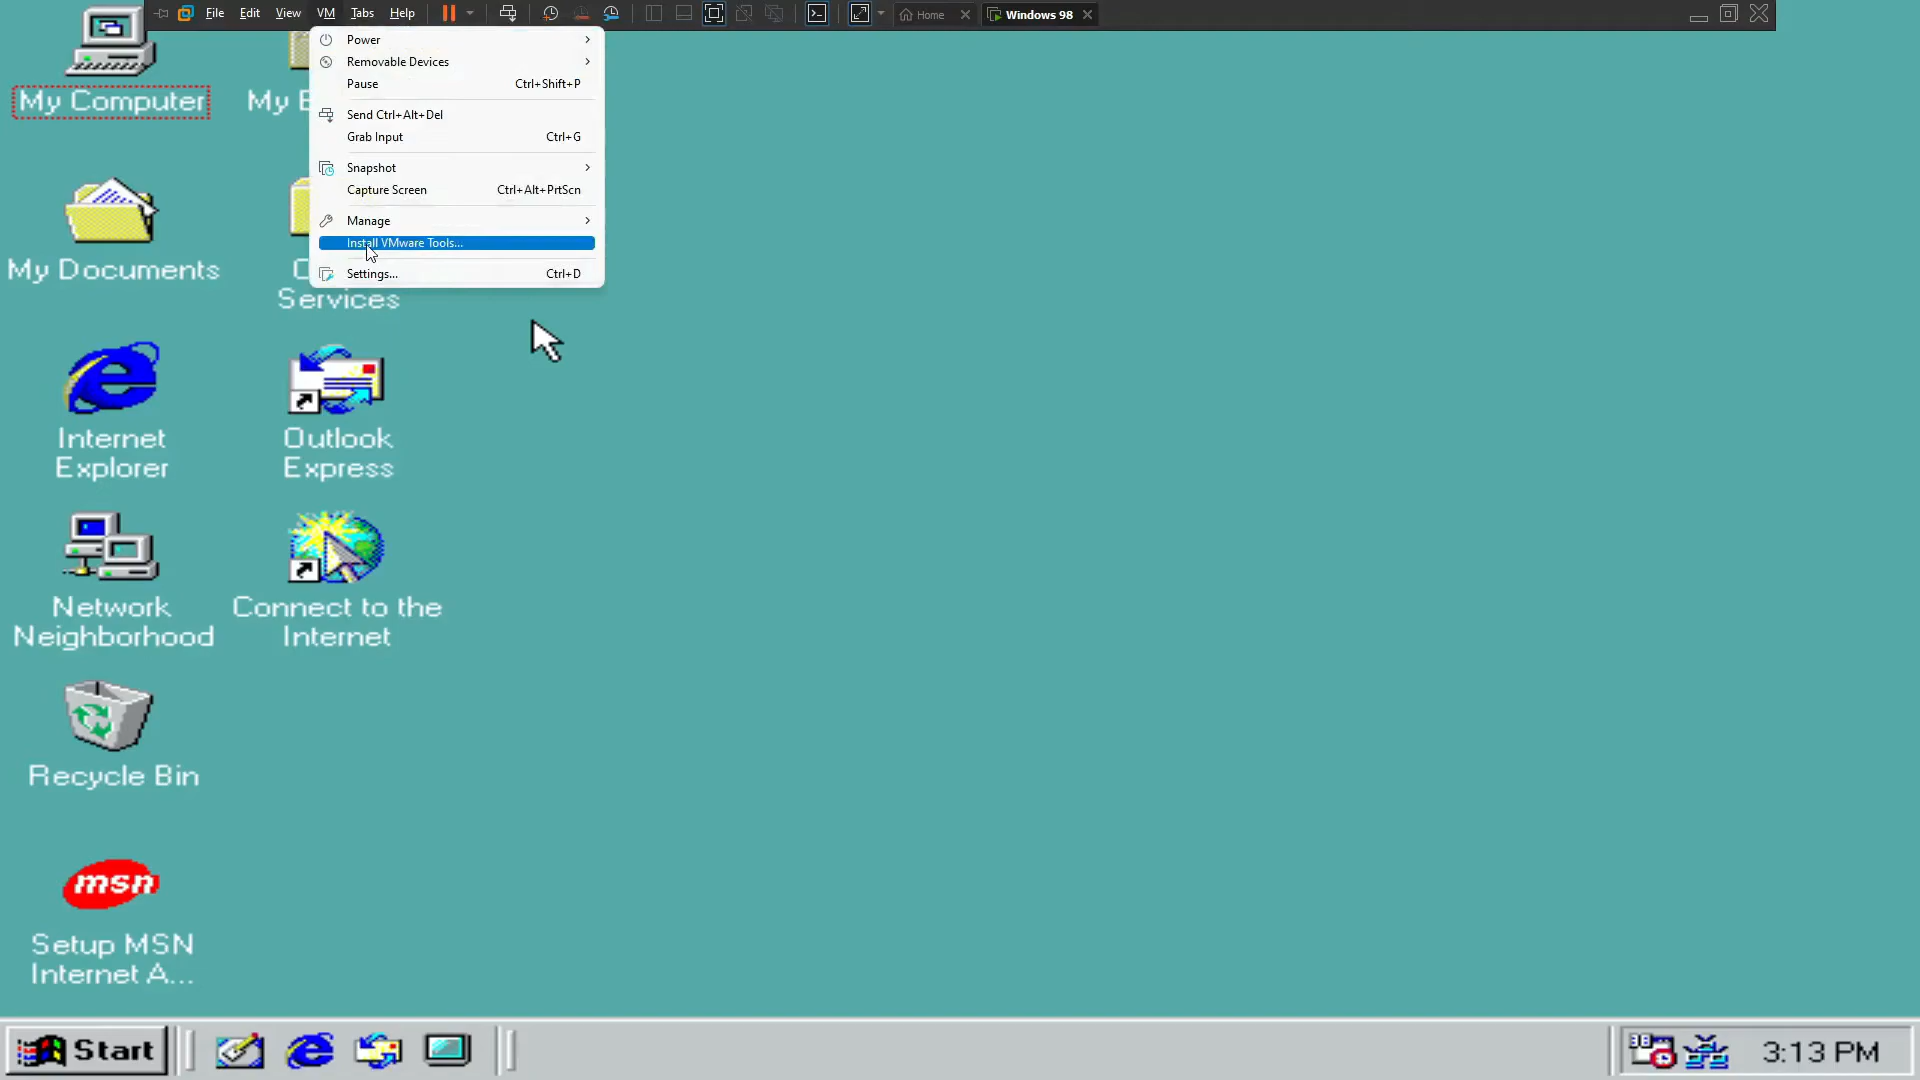 File Edit View VM Tabs Help Home Windows 98
Power
Removable Devices
Pause Ctrl+Shift+P
Send Ctrl+Alt+Del
Grab Input Ctrl+G
Snapshot
Capture Screen Ctrl+Alt+PrtScn
Manage
Install VMware Tools...
Settings... Ctrl+D
My Computer
My
My Documents
Services
Internet
Explorer
Outlook
Express
Network
Neighborhood
Connect to the
Internet
Recycle Bin
msn
Setup MSN
Internet A...
Start
3:13 PM